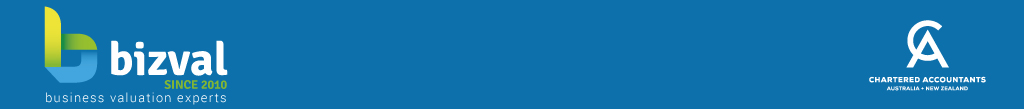 bizval
SINCE 2010
business valuation experts
CA
CHARTERED ACCOUNTANTS
AUSTRALIA + NEW ZEALAND